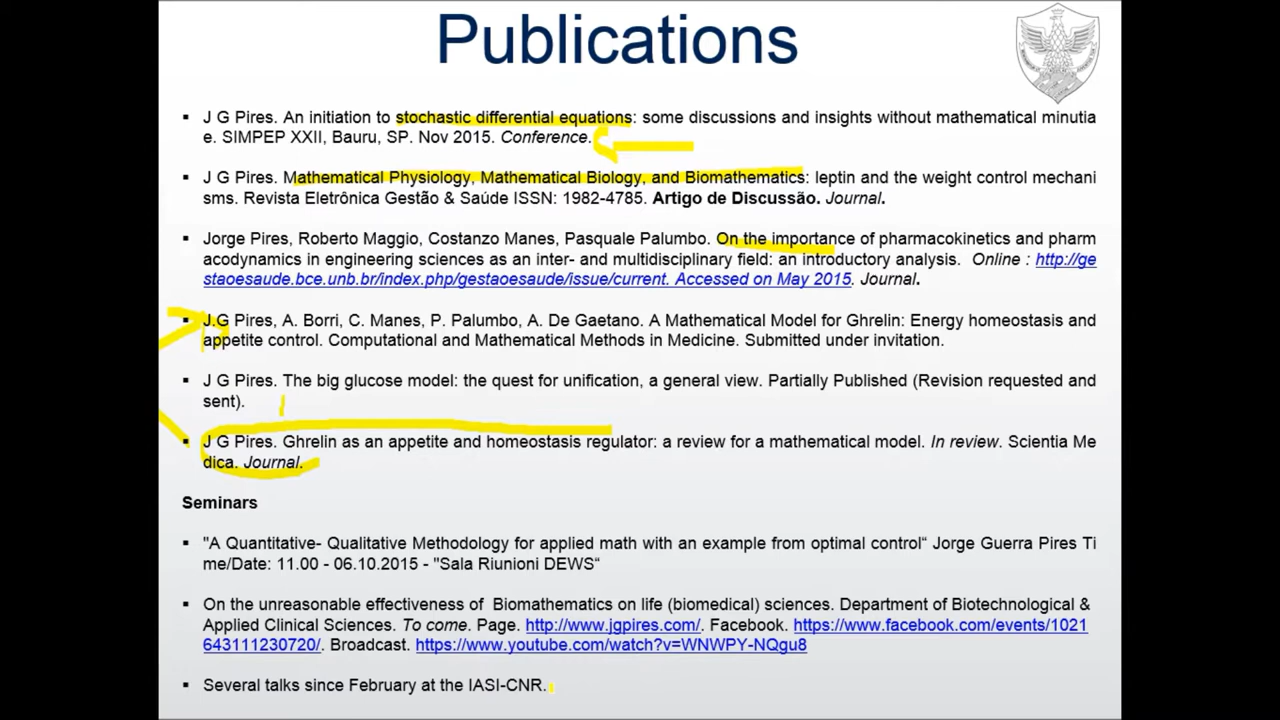 Publications
▪ J G Pires. An initiation to stochastic differential equations: some discussions and insights without mathematical minutia
e. SIMPEP XXII, Bauru, SP. Nov 2015. Conference.
▪ J G Pires. Mathematical Physiology, Mathematical Biology, and Biomathematics: leptin and the weight control mechani
sms. Revista Eletrônica Gestão & Saúde ISSN: 1982-4785. Artigo de Discussão. Journal.
▪ Jorge Pires, Roberto Maggio, Costanzo Manes, Pasquale Palumbo. On the importance of pharmacokinetics and pharm
acodynamics in engineering sciences as an inter- and multidisciplinary field: an introductory analysis. Online : http://ge
staoesaude.bce.unb.br/index.php/gestaoesaude/issue/current. Accessed on May 2015. Journal.
▪ J.G Pires, A. Borri, C. Manes, P. Palumbo, A. De Gaetano. A Mathematical Model for Ghrelin: Energy homeostasis and
appetite control. Computational and Mathematical Methods in Medicine. Submitted under invitation.
▪ J G Pires. The big glucose model: the quest for unification, a general view. Partially Published (Revision requested and
sent).
▪ J G Pires. Ghrelin as an appetite and homeostasis regulator: a review for a mathematical model. In review. Scientia Me
dica. Journal.
Seminars
▪ "A Quantitative- Qualitative Methodology for applied math with an example from optimal control“ Jorge Guerra Pires Ti
me/Date: 11.00 - 06.10.2015 - "Sala Riunioni DEWS“
▪ On the unreasonable effectiveness of Biomathematics on life (biomedical) sciences. Department of Biotechnological &
Applied Clinical Sciences. To come. Page. http://www.jgpires.com/. Facebook. https://www.facebook.com/events/1021
643111230720/. Broadcast. https://www.youtube.com/watch?v=WNWPY-NQgu8
▪ Several talks since February at the IASI-CNR.